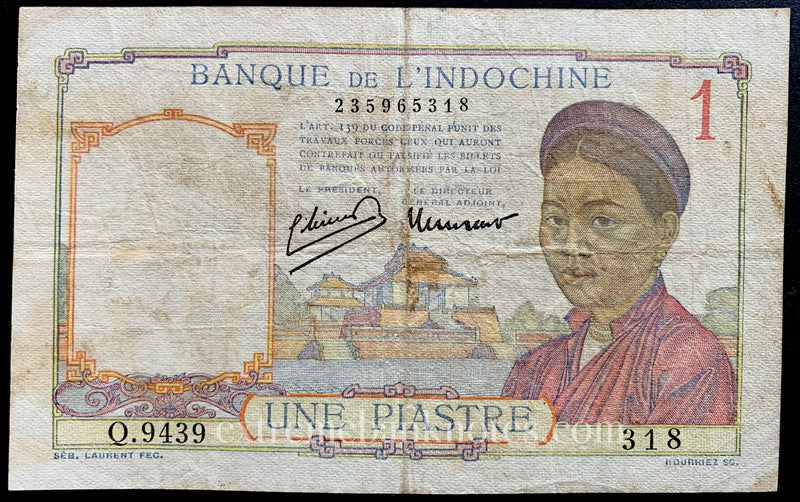 BANQUE DE L'INDOCHINE
1
235965318
L'ART. 139 DU CODE PÉNAL PUNIT DES
TRAVAUX FORCÉS CEUX QUI AURONT
CONTREFAIT OU FALSIFIÉ LES BILLETS
DE BANQUES AUTORISÉES PAR LA LOI
LE PRÉSIDENT, LE DIRECTEUR
GÉNÉRAL ADJOINT,
UNE PIASTRE
Q.9439
318
SÉB. LAURENT FEC.
HOURRIEZ SC.